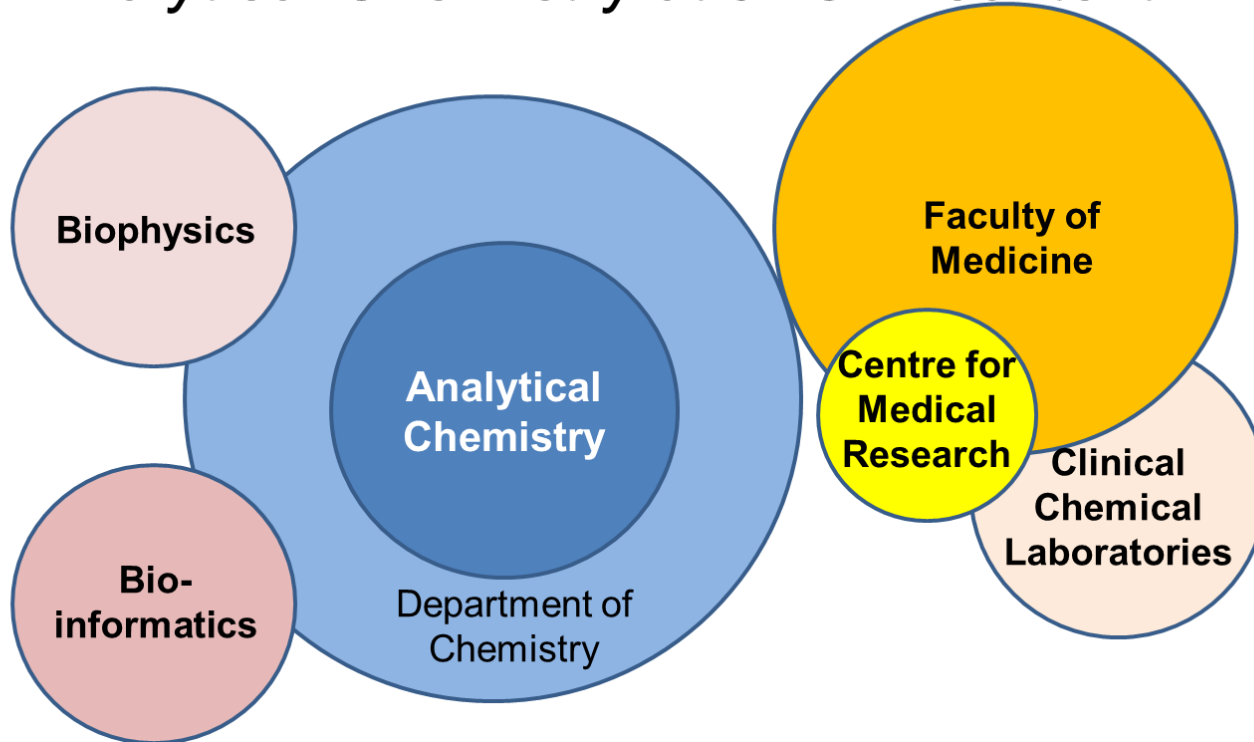 Biophysics
Analytical
Chemistry
Bio-
informatics
Department of
Chemistry
Faculty of
Medicine
Centre for
Medical
Research
Clinical
Chemical
Laboratories